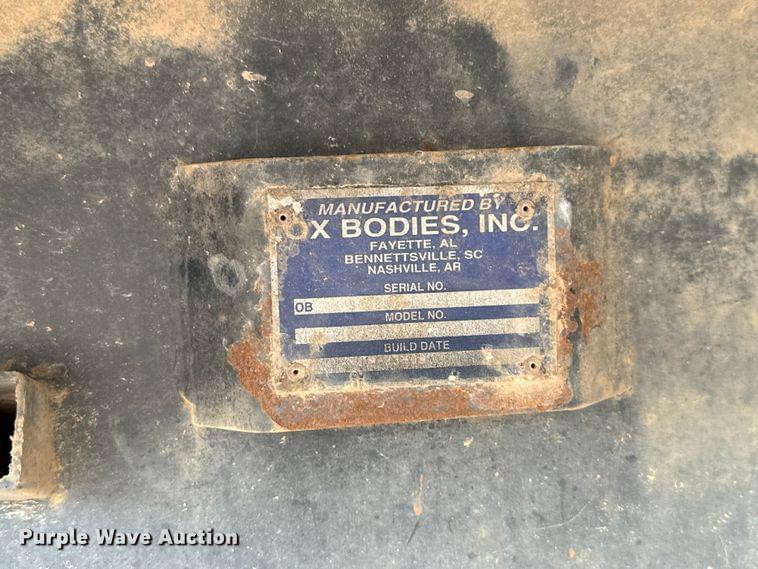 MANUFACTURED BY
OX BODIES, INC.
FAYETTE, AL
BENNETTSVILLE, SC
NASHVILLE, AR
SERIAL NO.
OB
MODEL NO.
BUILD DATE
Purple Wave Auction